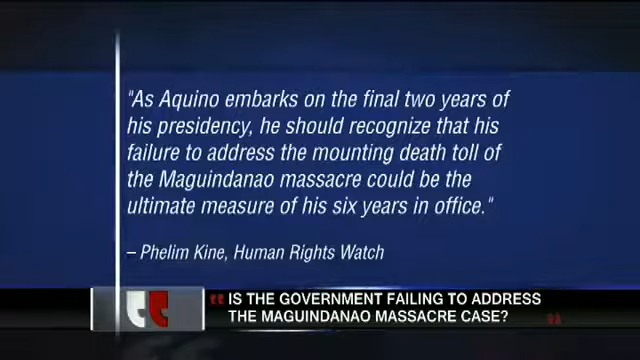 "As Aquino embarks on the final two years of
his presidency, he should recognize that his
failure to address the mounting death toll of
the Maguindanao massacre could be the
ultimate measure of his six years in office."
– Phelim Kine, Human Rights Watch
IS THE GOVERNMENT FAILING TO ADDRESS
THE MAGUINDANAO MASSACRE CASE?